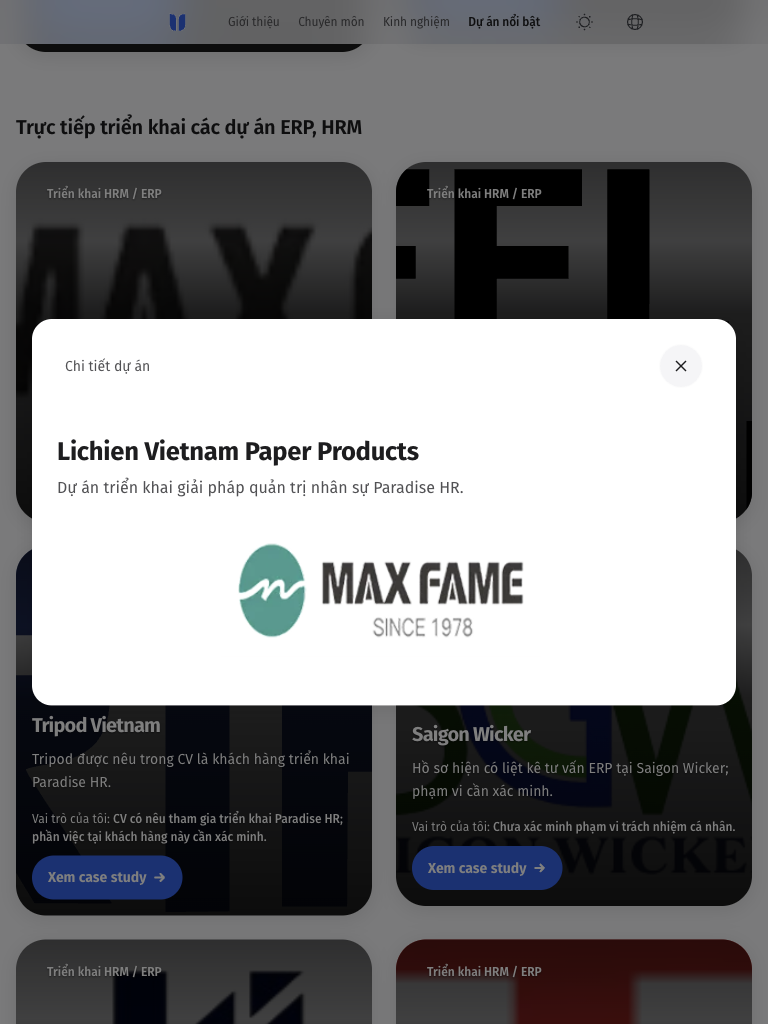 Giới thiệu Chuyên môn Kinh nghiệm Dự án nổi bật
Trực tiếp triển khai các dự án ERP, HRM
Triển khai HRM / ERP
Triển khai HRM / ERP
Chi tiết dự án
Lichien Vietnam Paper Products
Dự án triển khai giải pháp quản trị nhân sự Paradise HR.
MAX FAME
SINCE 1978
Tripod Vietnam
Tripod được nêu trong CV là khách hàng triển khai
Paradise HR.
Vai trò của tôi: CV có nêu tham gia triển khai Paradise HR;
phần việc tại khách hàng này cần xác minh.
Xem case study →
Saigon Wicker
Hồ sơ hiện có liệt kê tư vấn ERP tại Saigon Wicker;
phạm vi cần xác minh.
Vai trò của tôi: Chưa xác minh phạm vi trách nhiệm cá nhân.
Xem case study →
Triển khai HRM / ERP
Triển khai HRM / ERP